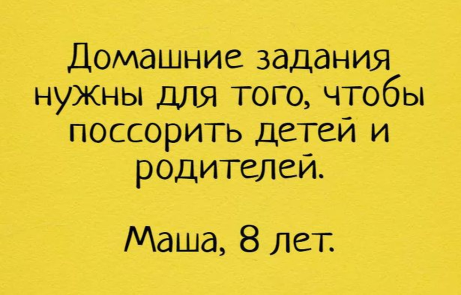 Домашние задания
нужны для того, чтобы
поссорить детей и
родителей.
Маша, 8 лет.